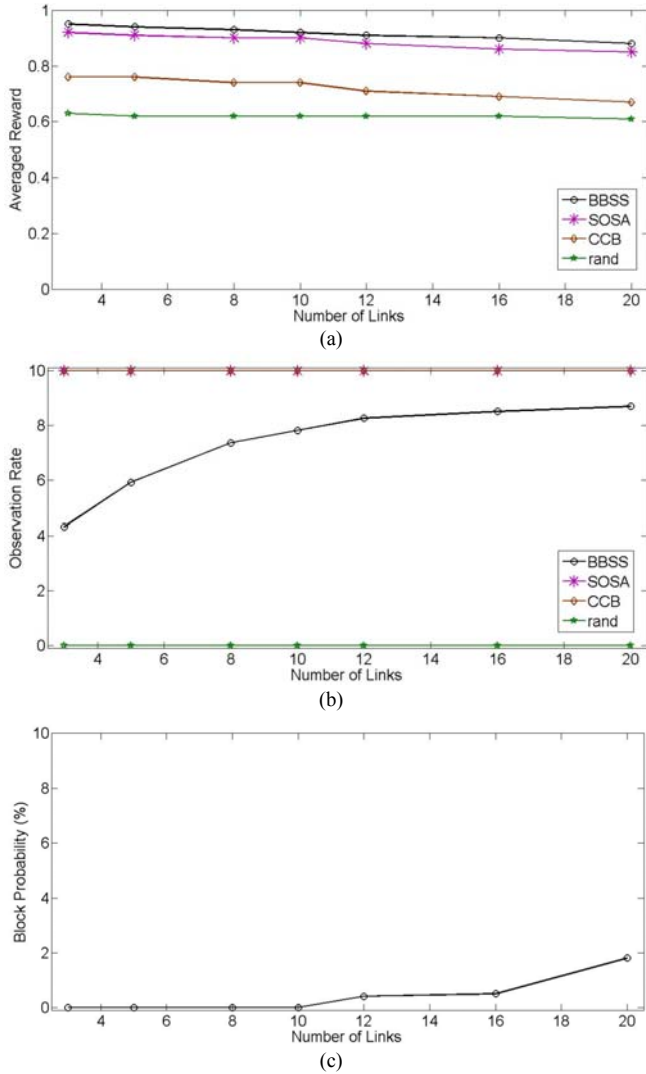 1
0.8
0.6
0.4
0.2
0
Averaged Reward
BBSS
SOSA
CCB
rand
4 6 8 10 12 14 16 18 20
Number of Links
(a)
10
8
6
4
2
0
Observation Rate
BBSS
SOSA
CCB
rand
4 6 8 10 12 14 16 18 20
Number of Links
(b)
10
8
6
4
2
0
Block Probability (%)
4 6 8 10 12 14 16 18 20
Number of Links
(c)